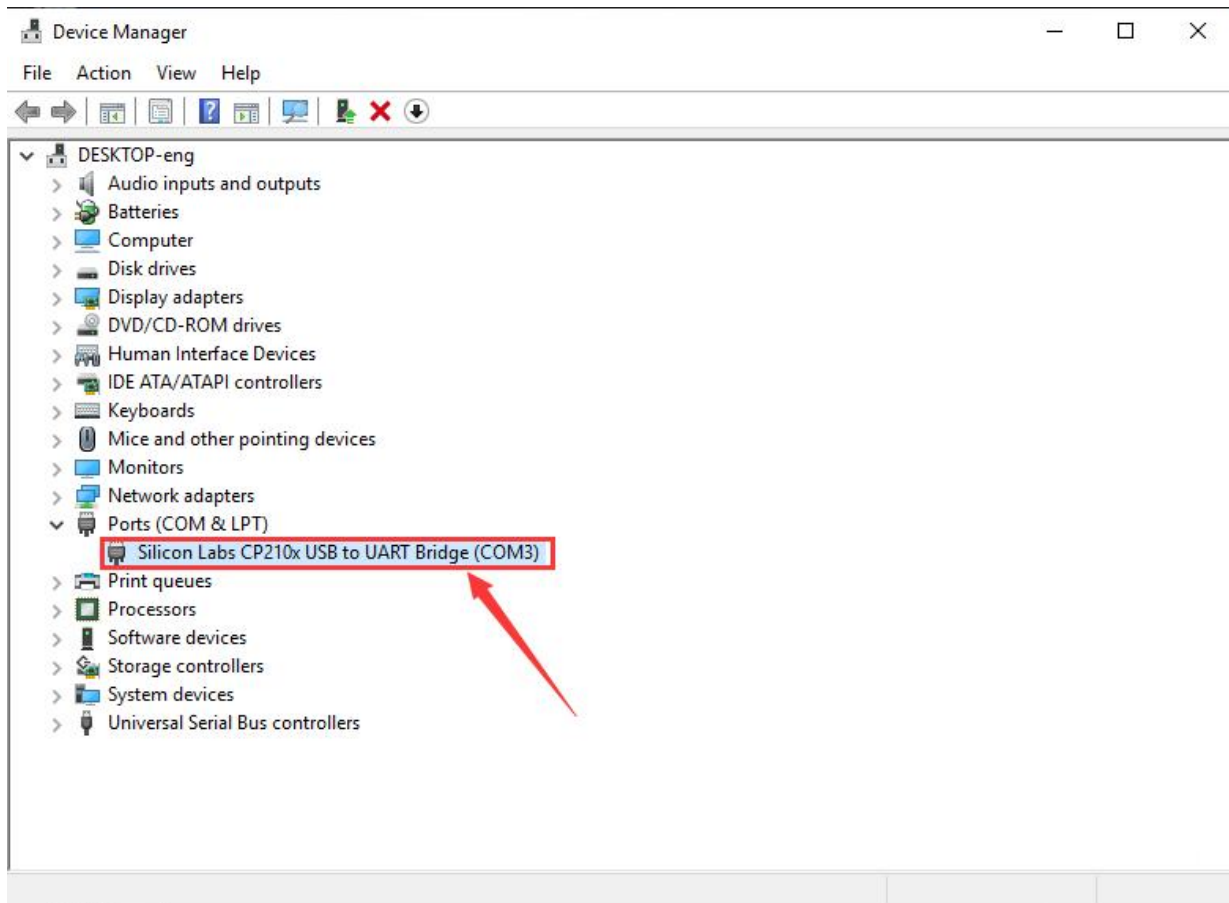 Device Manager
File Action View Help
DESKTOP-eng
Audio inputs and outputs
Batteries
Computer
Disk drives
Display adapters
DVD/CD-ROM drives
Human Interface Devices
IDE ATA/ATAPI controllers
Keyboards
Mice and other pointing devices
Monitors
Network adapters
Ports (COM & LPT)
Silicon Labs CP210x USB to UART Bridge (COM3)
Print queues
Processors
Software devices
Storage controllers
System devices
Universal Serial Bus controllers